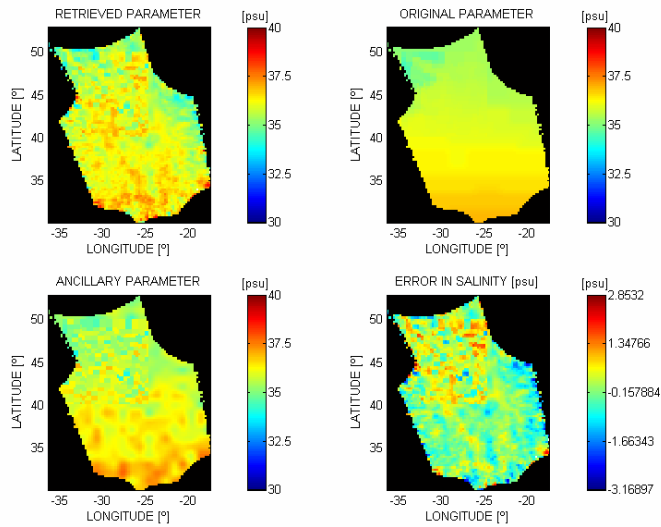 RETRIEVED PARAMETER [psu]
50
45
40
35
LATITUDE [º]
-35 -30 -25 -20
LONGITUDE [º]
40
37.5
35
32.5
30
ORIGINAL PARAMETER [psu]
50
45
40
35
LATITUDE [º]
-35 -30 -25 -20
LONGITUDE [º]
40
37.5
35
32.5
30
ANCILLARY PARAMETER [psu]
50
45
40
35
LATITUDE [º]
-35 -30 -25 -20
LONGITUDE [º]
40
37.5
35
32.5
30
ERROR IN SALINITY [psu] [psu]
50
45
40
35
LATITUDE [º]
-35 -30 -25 -20
LONGITUDE [º]
2.8532
1.34766
-0.157884
-1.66343
-3.16897